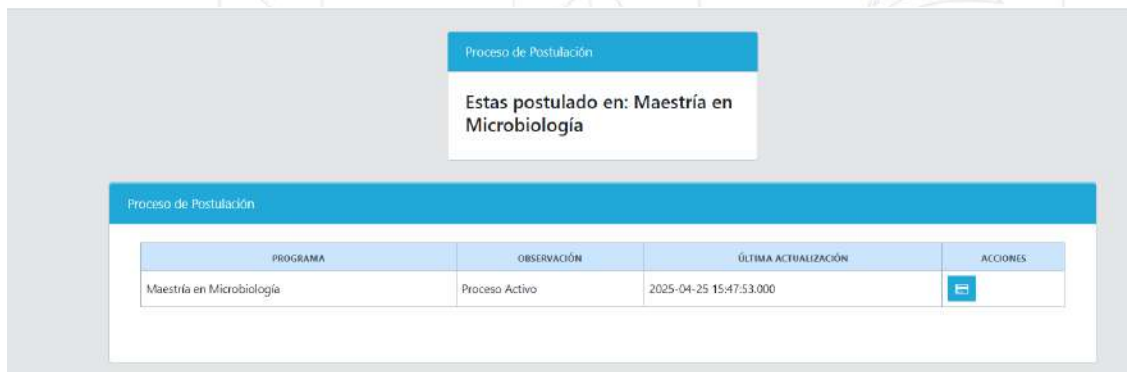 Proceso de Postulación
Estas postulado en: Maestría en
Microbiología
Proceso de Postulación
PROGRAMA OBSERVACIÓN ÚLTIMA ACTUALIZACIÓN ACCIONES
Maestría en Microbiología Proceso Activo 2025-04-25 15:47:53.000